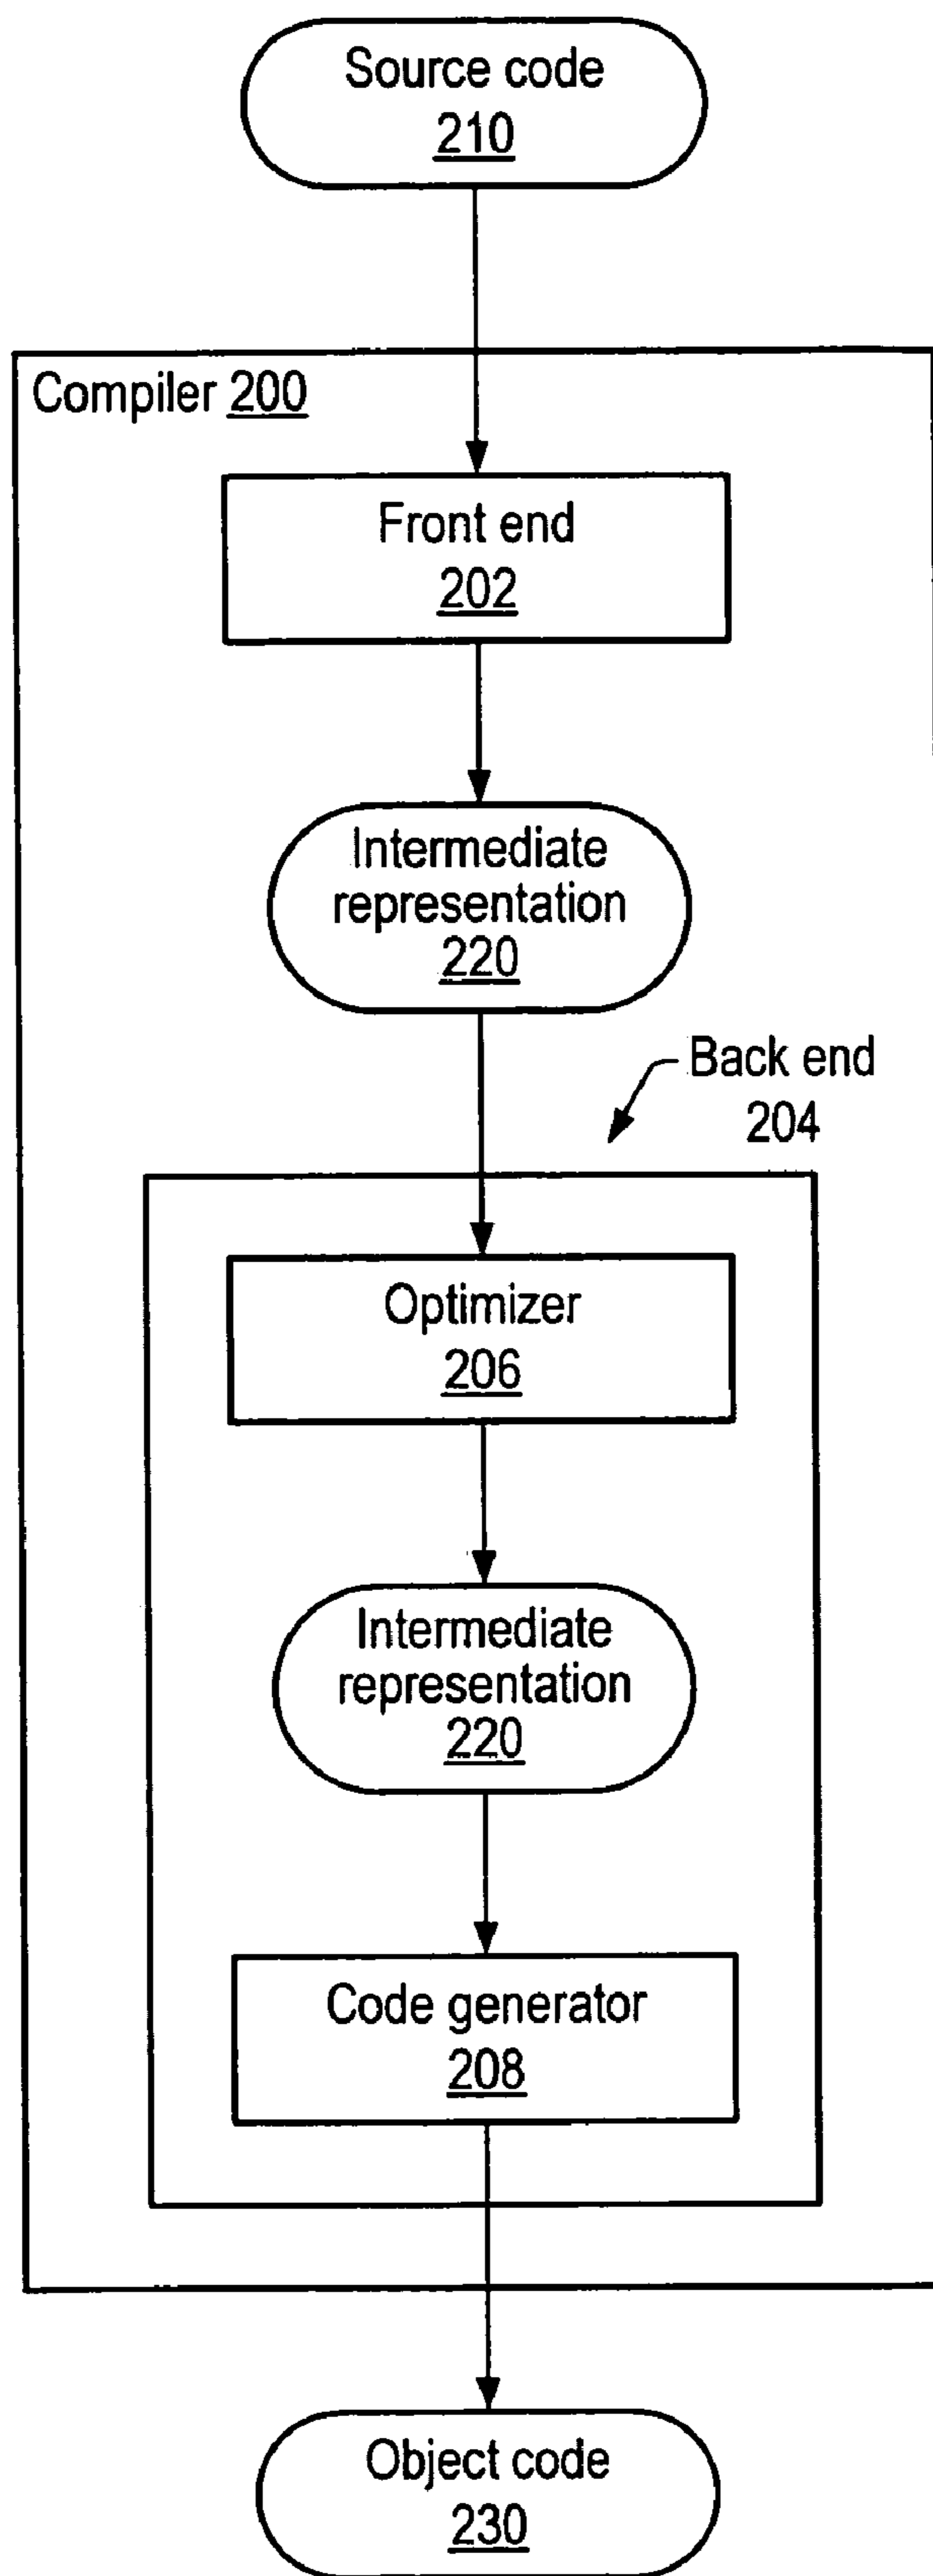 Source code
210
Compiler 200
Front end
202
Intermediate
representation
220
Back end
204
Optimizer
206
Intermediate
representation
220
Code generator
208
Object code
230